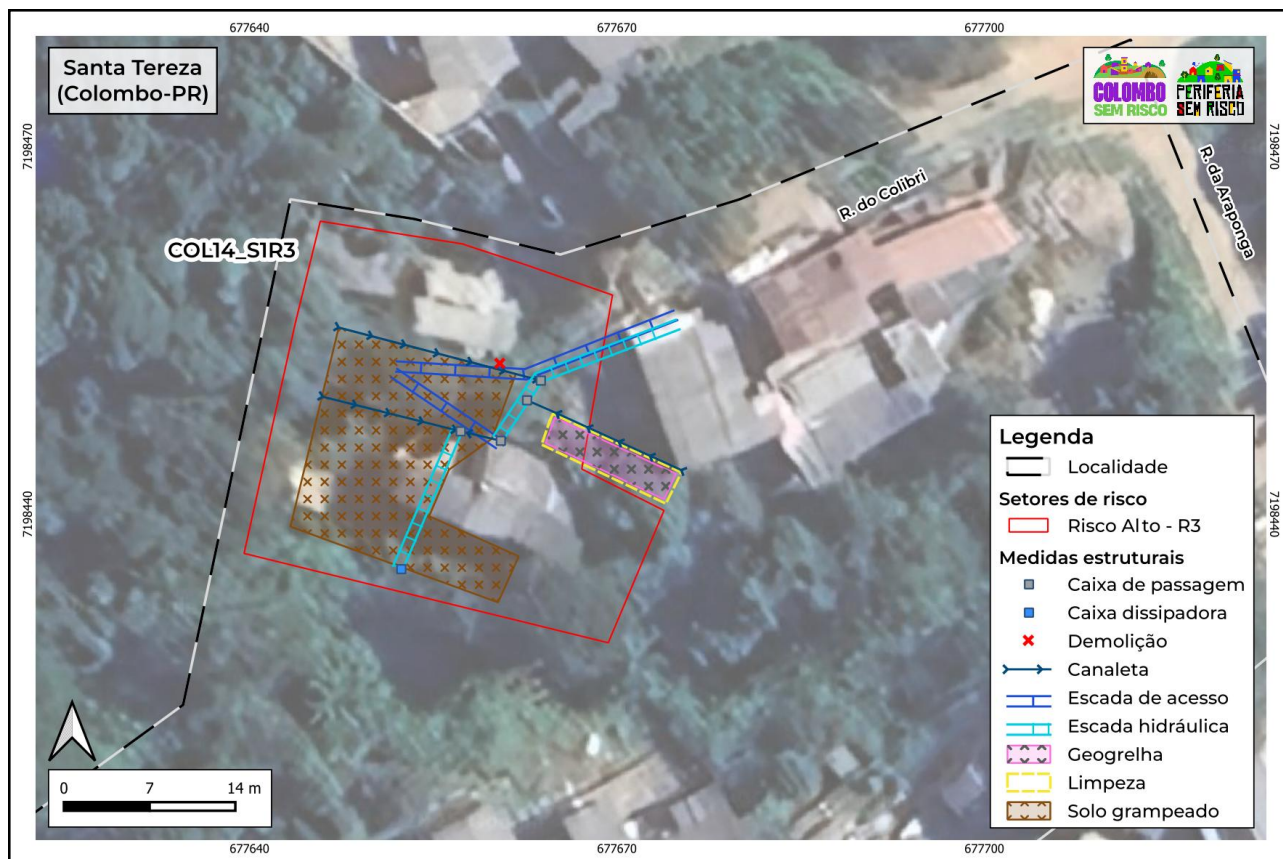 677640
677670
677700
Santa Tereza
(Colombo-PR)
COLOMBO
SEM RISCO
PERIFERIA
SEM RISCO
7198470
7198470
R. do Colibri
R. da Araponga
COL14_S1R3
7198440
7198440
Legenda
Localidade
Setores de risco
Risco Alto - R3
Medidas estruturais
Caixa de passagem
Caixa dissipadora
Demolição
Canaleta
Escada de acesso
Escada hidráulica
Geogrelha
Limpeza
Solo grampeado
0 7 14 m
677640
677670
677700